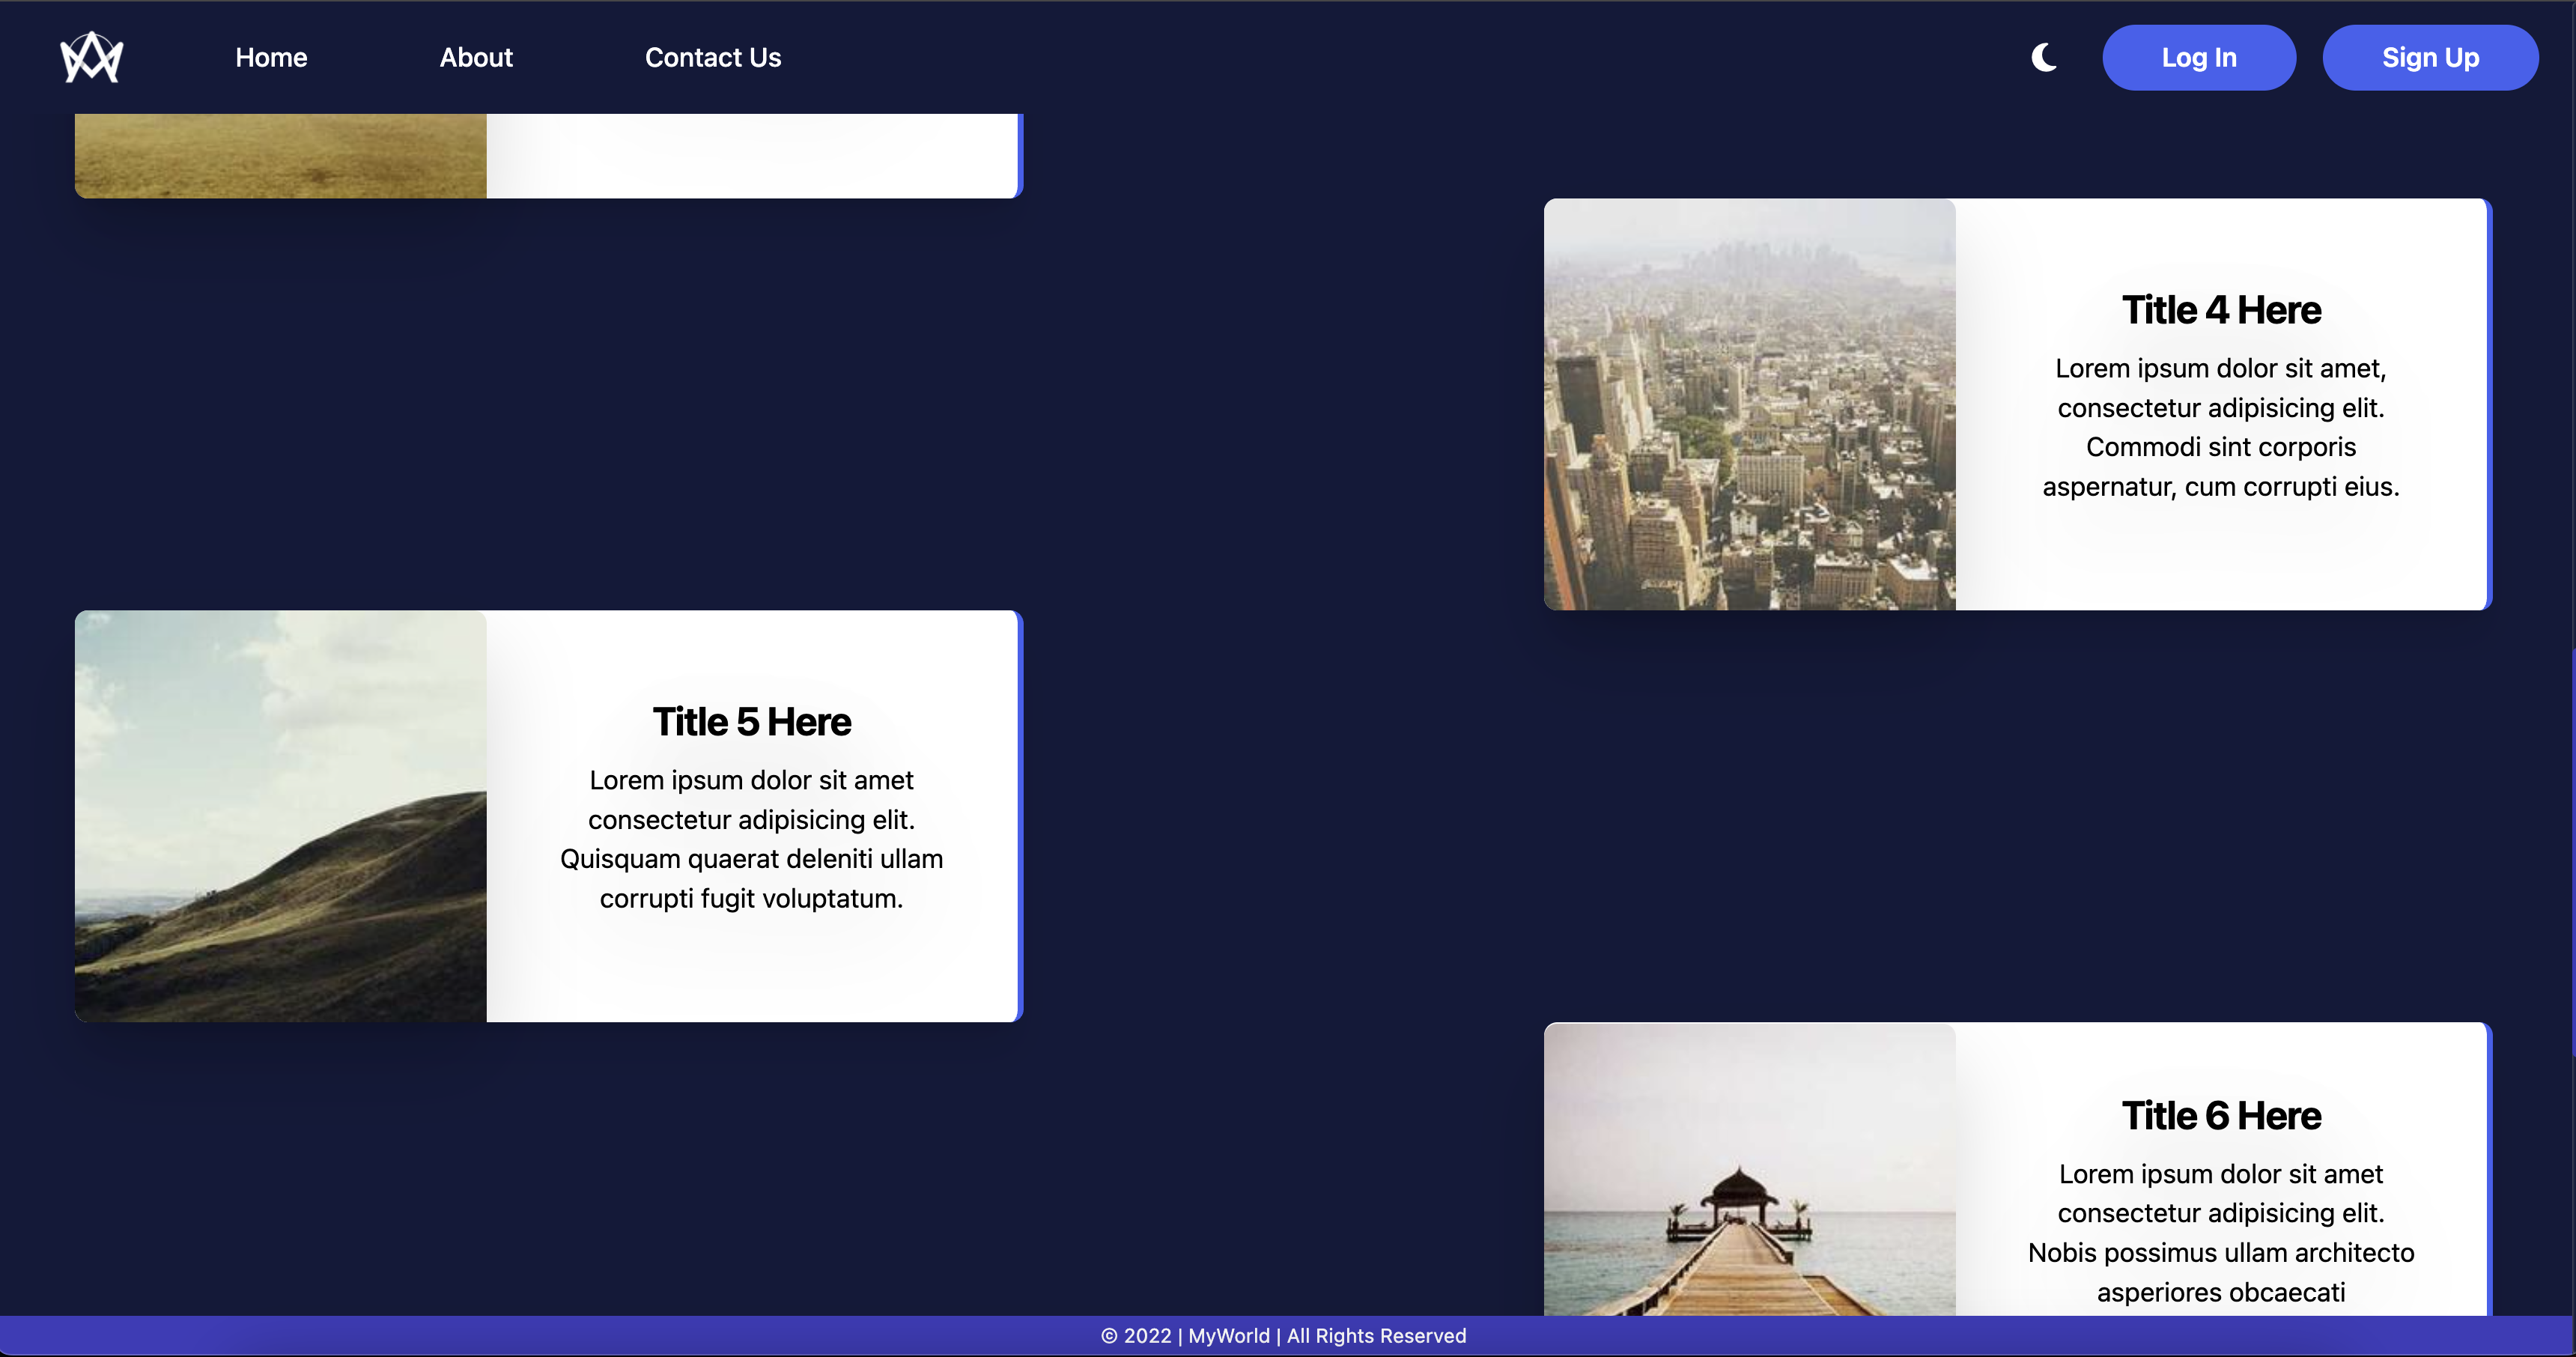 Home
About
Contact Us
Log In
Sign Up
Title 4 Here
Lorem ipsum dolor sit amet,
consectetur adipisicing elit.
Commodi sint corporis
aspernatur, cum corrupti eius.
Title 5 Here
Lorem ipsum dolor sit amet
consectetur adipisicing elit.
Quisquam quaerat deleniti ullam
corrupti fugit voluptatum.
Title 6 Here
Lorem ipsum dolor sit amet
consectetur adipisicing elit.
Nobis possimus ullam architecto
asperiores obcaecati
© 2022 | MyWorld | All Rights Reserved